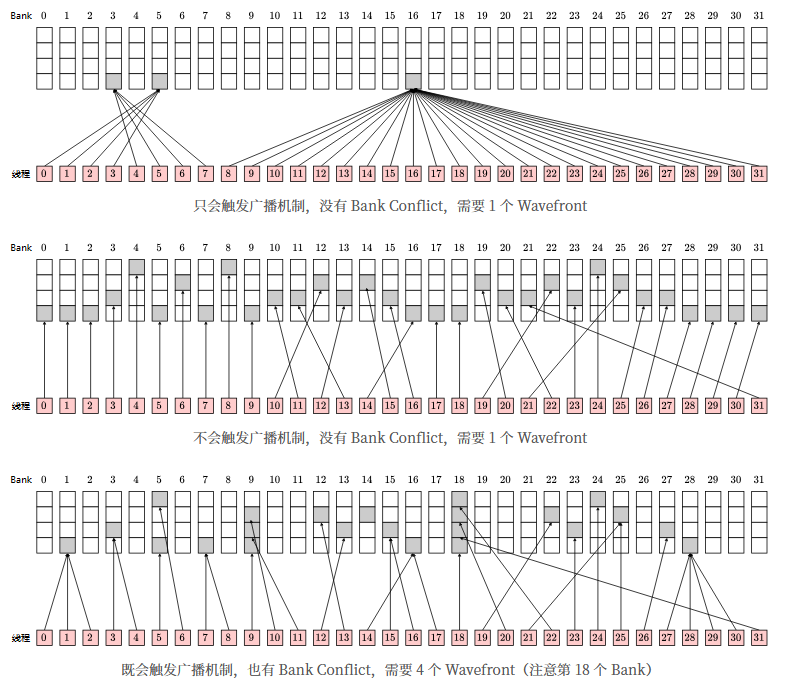 Bank 0 1 2 3 4 5 6 7 8 9 10 11 12 13 14 15 16 17 18 19 20 21 22 23 24 25 26 27 28 29 30 31
线程 0 1 2 3 4 5 6 7 8 9 10 11 12 13 14 15 16 17 18 19 20 21 22 23 24 25 26 27 28 29 30 31
只会触发广播机制，没有 Bank Conflict，需要 1 个 Wavefront
Bank 0 1 2 3 4 5 6 7 8 9 10 11 12 13 14 15 16 17 18 19 20 21 22 23 24 25 26 27 28 29 30 31
线程 0 1 2 3 4 5 6 7 8 9 10 11 12 13 14 15 16 17 18 19 20 21 22 23 24 25 26 27 28 29 30 31
不会触发广播机制，没有 Bank Conflict，需要 1 个 Wavefront
Bank 0 1 2 3 4 5 6 7 8 9 10 11 12 13 14 15 16 17 18 19 20 21 22 23 24 25 26 27 28 29 30 31
线程 0 1 2 3 4 5 6 7 8 9 10 11 12 13 14 15 16 17 18 19 20 21 22 23 24 25 26 27 28 29 30 31
既会触发广播机制，也有 Bank Conflict，需要 4 个 Wavefront（注意第 18 个 Bank）